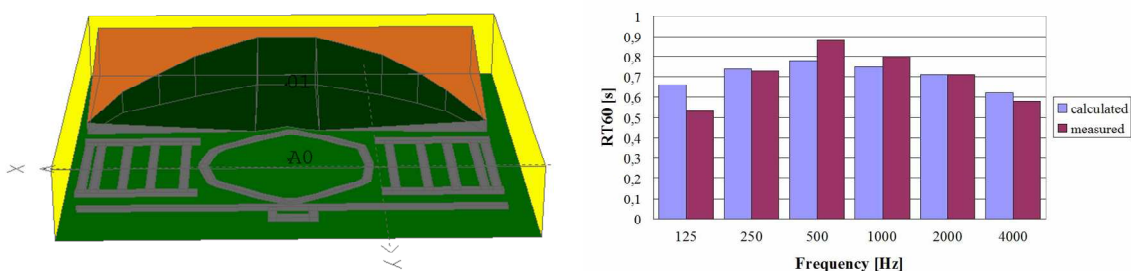 A1
A0
X
Y
1
0,9
0,8
0,7
0,6
0,5
0,4
0,3
0,2
0,1
0
RT60 [s]
125 250 500 1000 2000 4000
Frequency [Hz]
calculated
measured